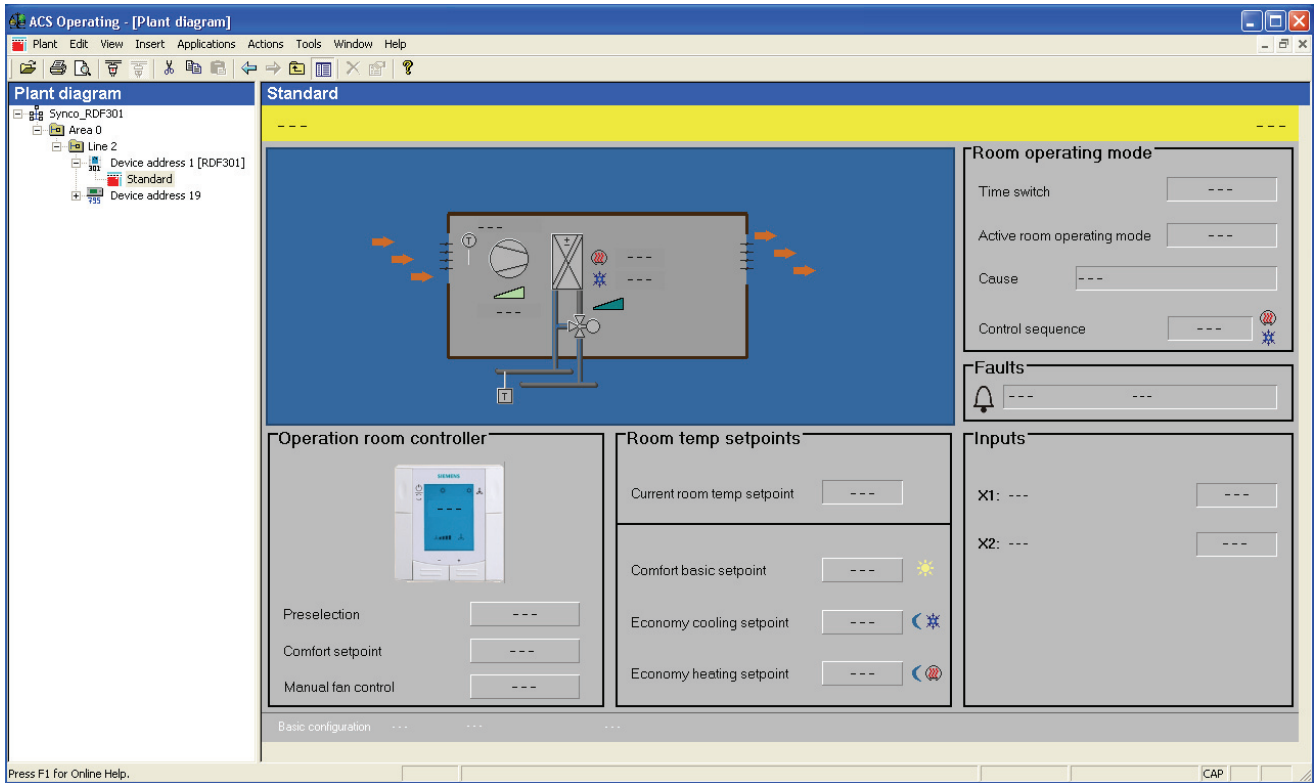 ACS Operating - [Plant diagram]
Plant Edit View Insert Applications Actions Tools Window Help
Plant diagram
Synco_RDF301
Area 0
Line 2
301
Device address 1 [RDF301]
Standard
795
Device address 19
Standard
--- ---
---
T
±
---
---
---
T
Room operating mode
Time switch ---
Active room operating mode ---
Cause ---
Control sequence ---
Faults
--- ---
Operation room controller
SIEMENS
---
Preselection ---
Comfort setpoint ---
Manual fan control ---
Room temp setpoints
Current room temp setpoint ---
Comfort basic setpoint ---
Economy cooling setpoint ---
Economy heating setpoint ---
Inputs
X1: --- ---
X2: --- ---
Basic configuration --- --- ---
Press F1 for Online Help.
CAP